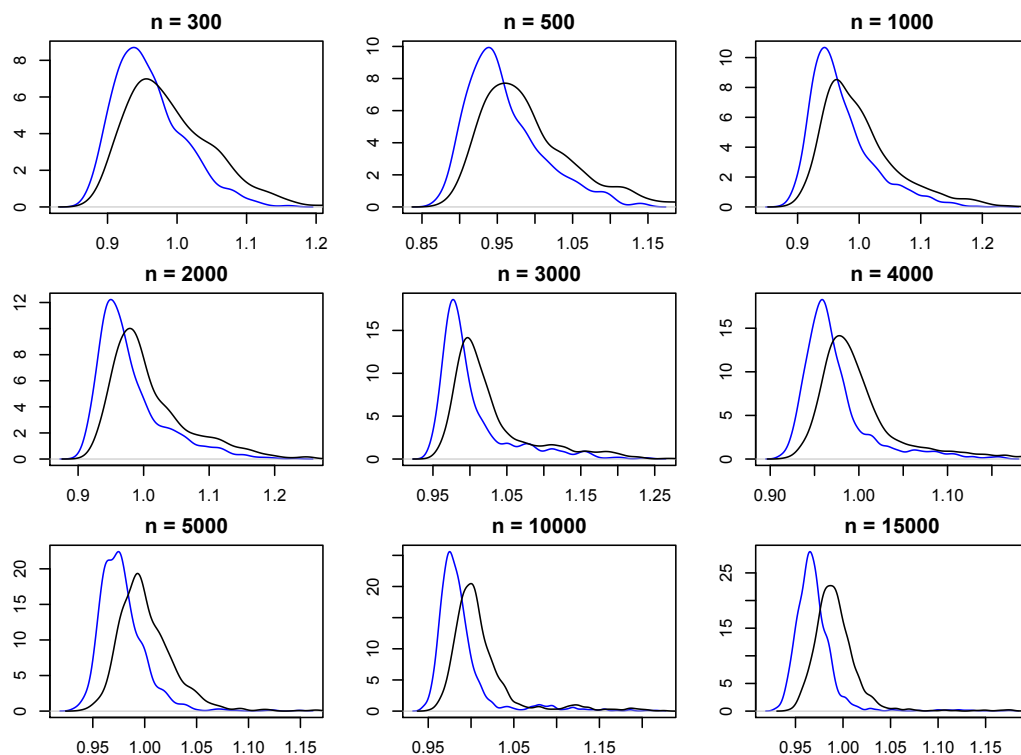 n = 300
n = 500
n = 1000
0 2 4 6 8
0.9 1.0 1.1 1.2
0 2 4 6 8 10
0.85 0.95 1.05 1.15
0 2 4 6 8 10
0.9 1.0 1.1 1.2
n = 2000
n = 3000
n = 4000
0 2 4 6 8 10 12
0.9 1.0 1.1 1.2
0 5 10 15
0.95 1.05 1.15 1.25
0 5 10 15
0.90 1.00 1.10
n = 5000
n = 10000
n = 15000
0 5 10 15 20
0.95 1.00 1.05 1.10 1.15
0 5 10 20
0.95 1.05 1.15
0 5 15 25
0.95 1.00 1.05 1.10 1.15